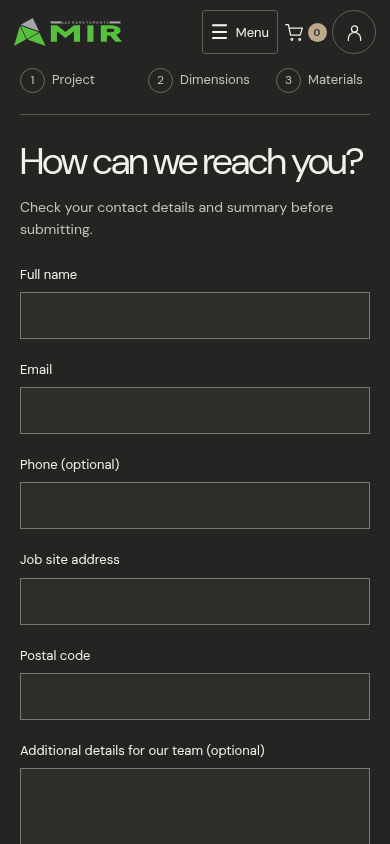 MIR
Menu
0
1 Project
2 Dimensions
3 Materials
How can we reach you?
Check your contact details and summary before
submitting.
Full name
Email
Phone (optional)
Job site address
Postal code
Additional details for our team (optional)